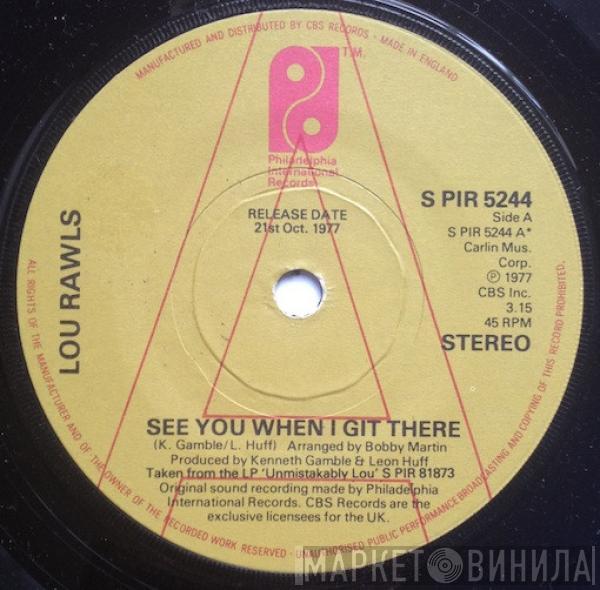 MANUFACTURED AND DISTRIBUTED BY CBS RECORDS · MADE IN ENGLAND
T.M.
Philadelphia
International
Records
RELEASE DATE
21st Oct. 1977
S PIR 5244
Side A
S PIR 5244 A*
Carlin Mus.
Corp.
℗ 1977
CBS Inc.
3.15
45 RPM
STEREO
LOU RAWLS
SEE YOU WHEN I GIT THERE
(K. Gamble/L. Huff) Arranged by Bobby Martin
Produced by Kenneth Gamble & Leon Huff
Taken from the LP 'Unmistakably Lou' S PIR 81873
Original sound recording made by Philadelphia
International Records. CBS Records are the
exclusive licensees for the UK.
ALL RIGHTS OF THE MANUFACTURER AND OF THE OWNER OF THE RECORDED WORK RESERVED · UNAUTHORISED PUBLIC PERFORMANCE BROADCASTING AND COPYING OF THIS RECORD PROHIBITED.
МАРКЕТ ВИНИЛА